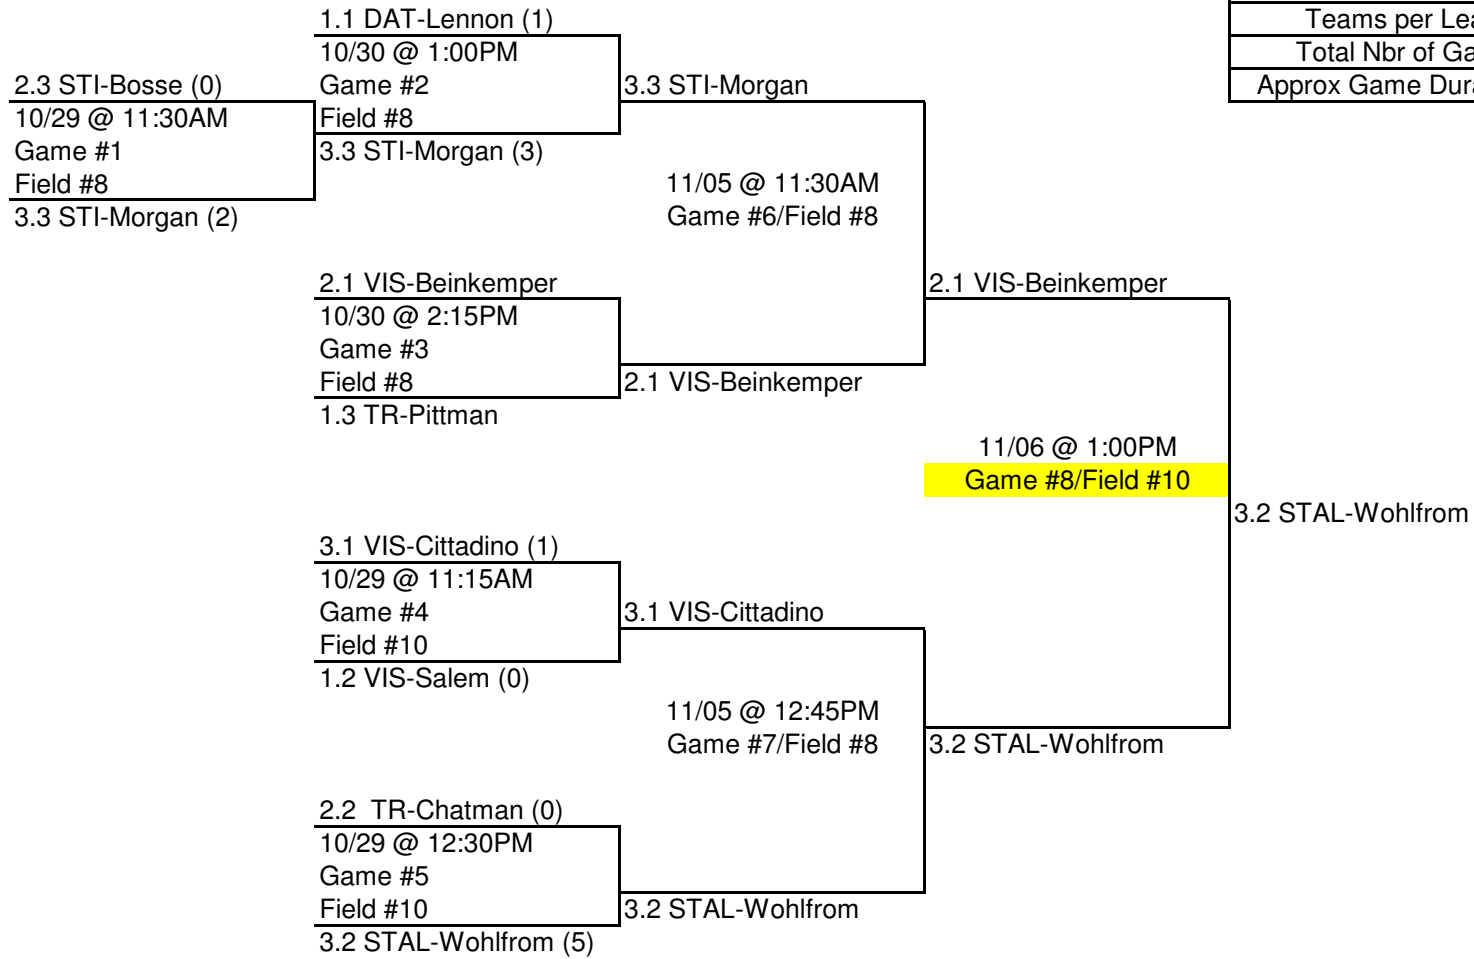 1.1 DAT-Lennon (1)
10/30 @ 1:00PM
2.3 STI-Bosse (0)
Game #2
3.3 STI-Morgan
10/29 @ 11:30AM
Field #8
Game #1
3.3 STI-Morgan (3)
Field #8
11/05 @ 11:30AM
3.3 STI-Morgan (2)
Game #6/Field #8
2.1 VIS-Beinkemper
2.1 VIS-Beinkemper
10/30 @ 2:15PM
Game #3
Field #8
2.1 VIS-Beinkemper
1.3 TR-Pittman
11/06 @ 1:00PM
Game #8/Field #10
3.2 STAL-Wohlfrom
3.1 VIS-Cittadino (1)
10/29 @ 11:15AM
Game #4
3.1 VIS-Cittadino
Field #10
1.2 VIS-Salem (0)
11/05 @ 12:45PM
Game #7/Field #8
3.2 STAL-Wohlfrom
2.2 TR-Chatman (0)
10/29 @ 12:30PM
Game #5
Field #10
3.2 STAL-Wohlfrom
3.2 STAL-Wohlfrom (5)
Teams per
Total Nbr of
Approx Game